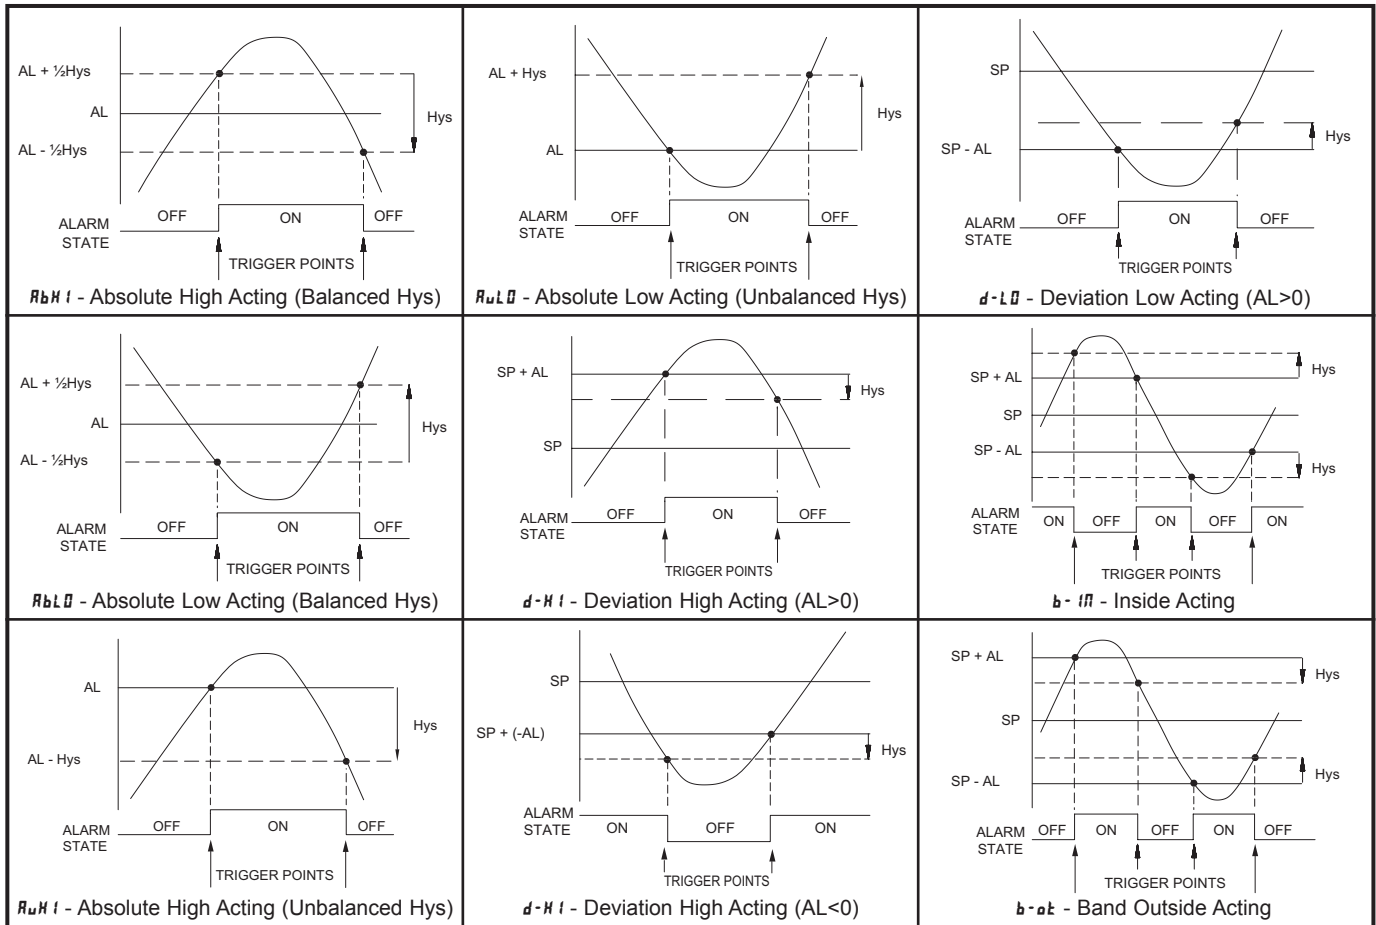 AL + ½Hys
AL
AL - ½Hys
Hys
ALARM
STATE
OFF
ON
OFF
TRIGGER POINTS
AbHI - Absolute High Acting (Balanced Hys)
AL + Hys
AL
Hys
ALARM
STATE
OFF
ON
OFF
TRIGGER POINTS
AuLO - Absolute Low Acting (Unbalanced Hys)
SP
SP - AL
Hys
ALARM
STATE
OFF
ON
OFF
TRIGGER POINTS
d-LO - Deviation Low Acting (AL>0)
AL + ½Hys
AL
AL - ½Hys
Hys
ALARM
STATE
OFF
ON
OFF
TRIGGER POINTS
AbLO - Absolute Low Acting (Balanced Hys)
SP + AL
SP
Hys
ALARM
STATE
OFF
ON
OFF
TRIGGER POINTS
d-HI - Deviation High Acting (AL>0)
SP + AL
SP
SP - AL
Hys
Hys
ALARM
STATE
ON
OFF
ON
OFF
ON
TRIGGER POINTS
b-IN - Inside Acting
AL
AL - Hys
Hys
ALARM
STATE
OFF
ON
OFF
TRIGGER POINTS
AuHI - Absolute High Acting (Unbalanced Hys)
SP
SP + (-AL)
Hys
ALARM
STATE
ON
OFF
ON
TRIGGER POINTS
d-HI - Deviation High Acting (AL<0)
SP + AL
SP
SP - AL
Hys
Hys
ALARM
STATE
OFF
ON
OFF
ON
OFF
TRIGGER POINTS
b-ot - Band Outside Acting